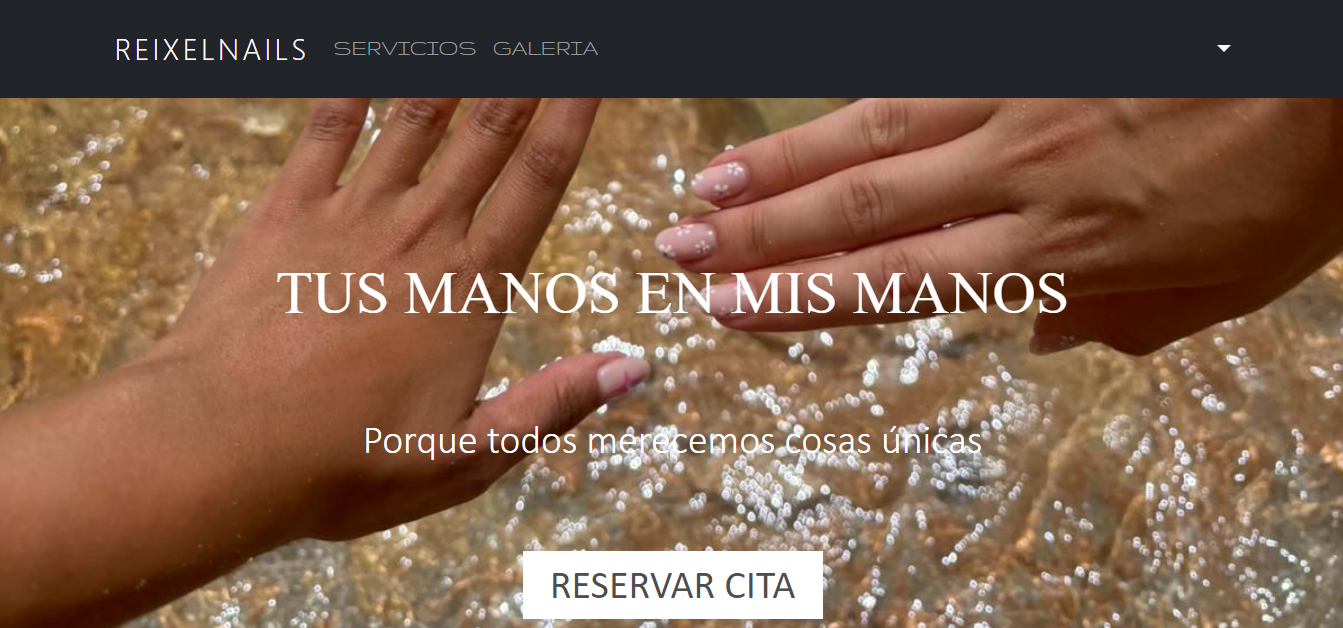 REIXELNAILS SERVICIOS GALERIA
TUS MANOS EN MIS MANOS
Porque todos merecemos cosas únicas
RESERVAR CITA